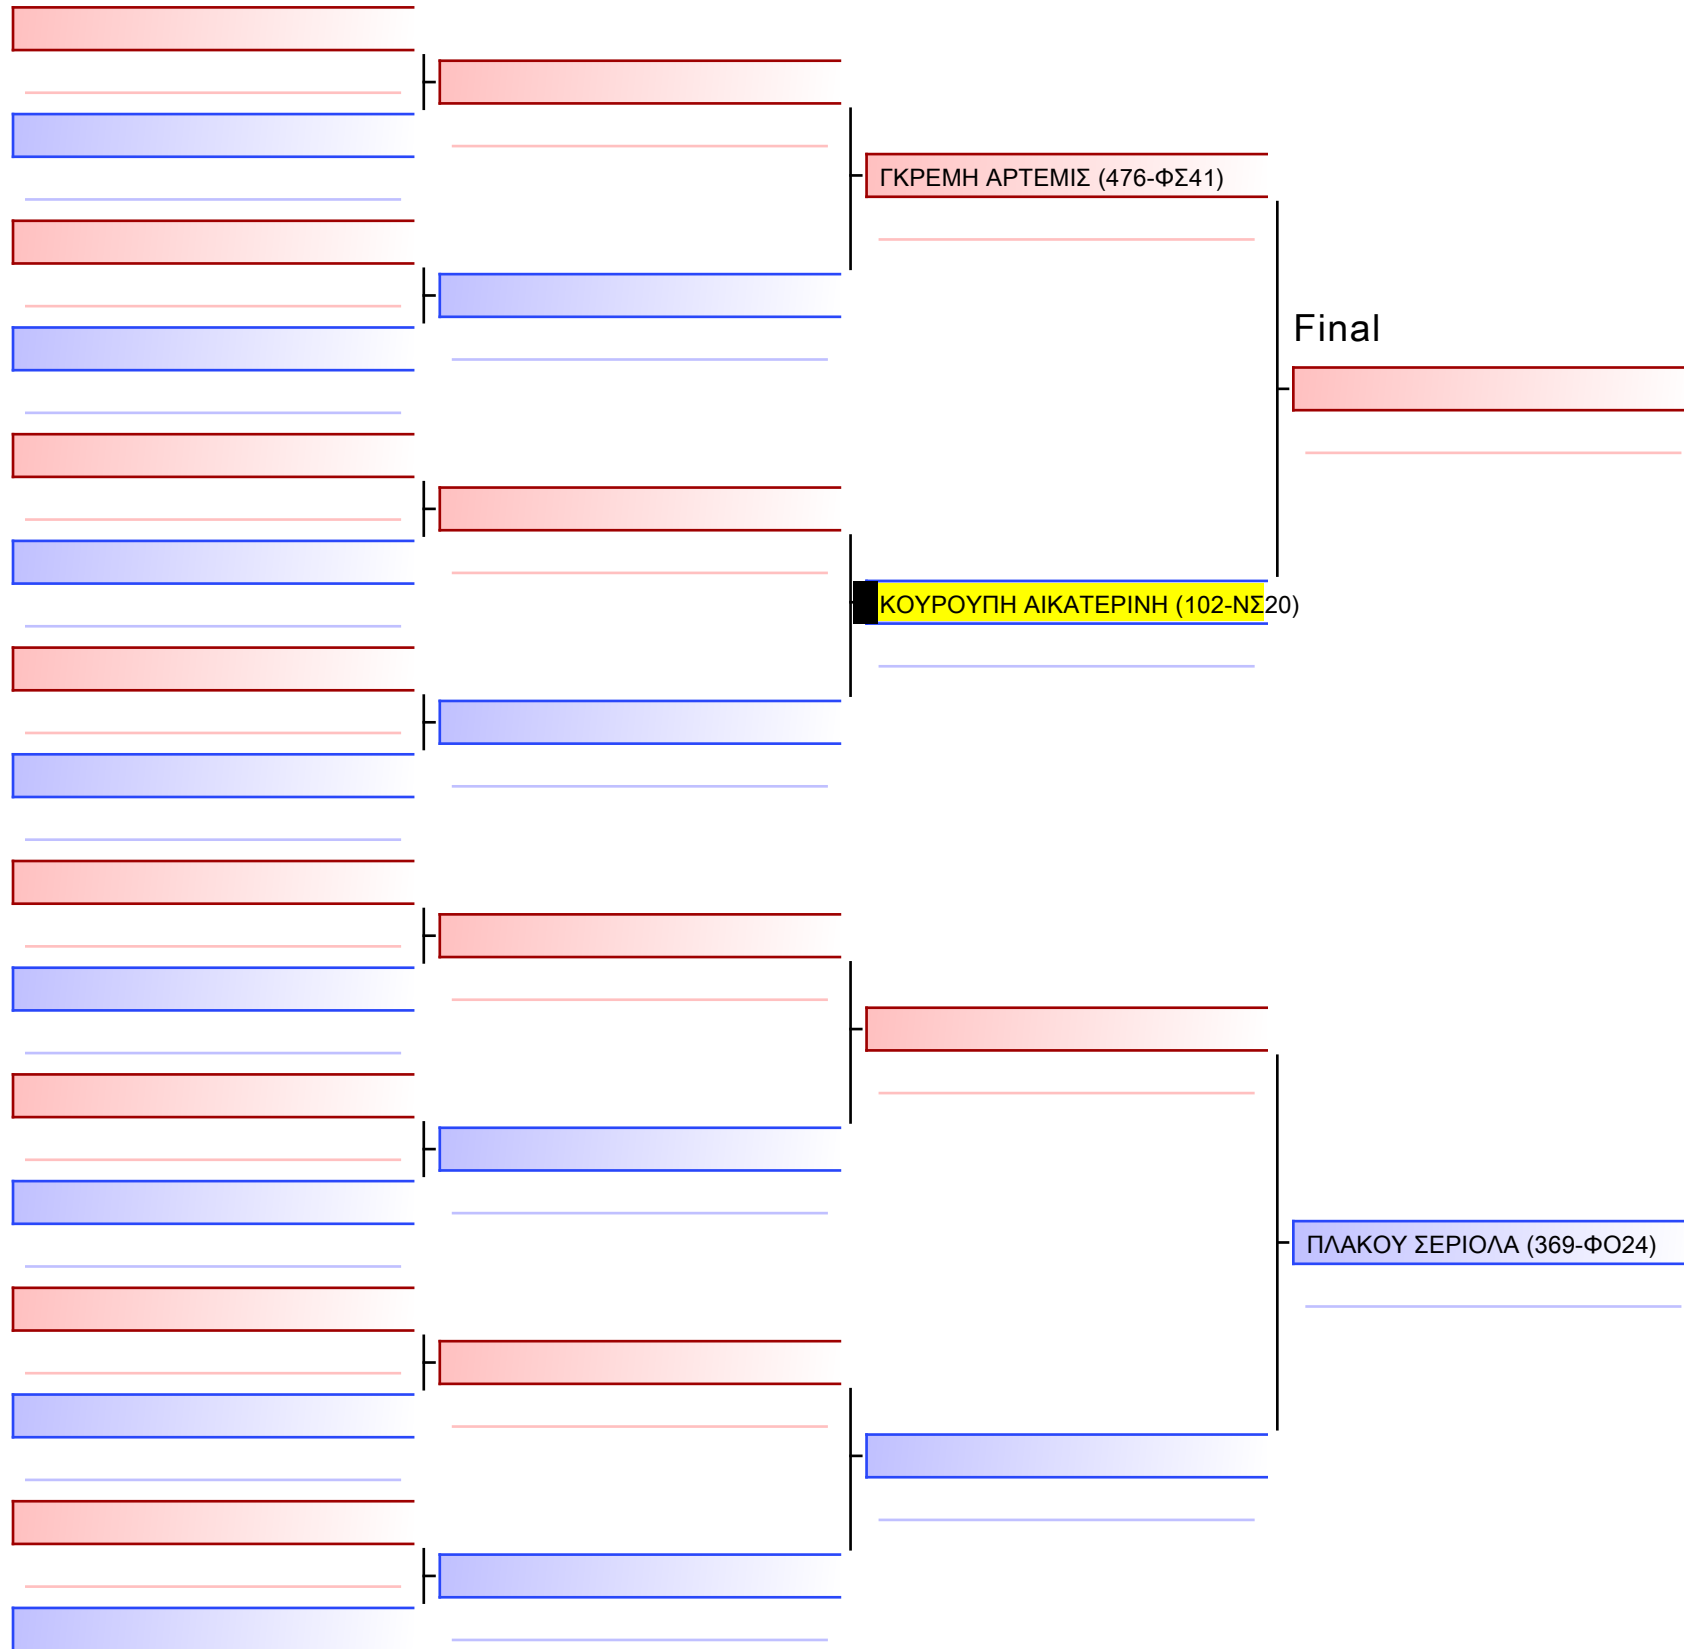 ΓΚΡΕΜΗ ΑΡΤΕΜΙΣ (476-ΦΣ41)
Final
ΚΟΥΡΟΥΠΗ ΑΙΚΑΤΕΡΙΝΗ (102-ΝΣ20)
ΠΛΑΚΟΥ ΣΕΡΙΟΛΑ (369-ΦΟ24)